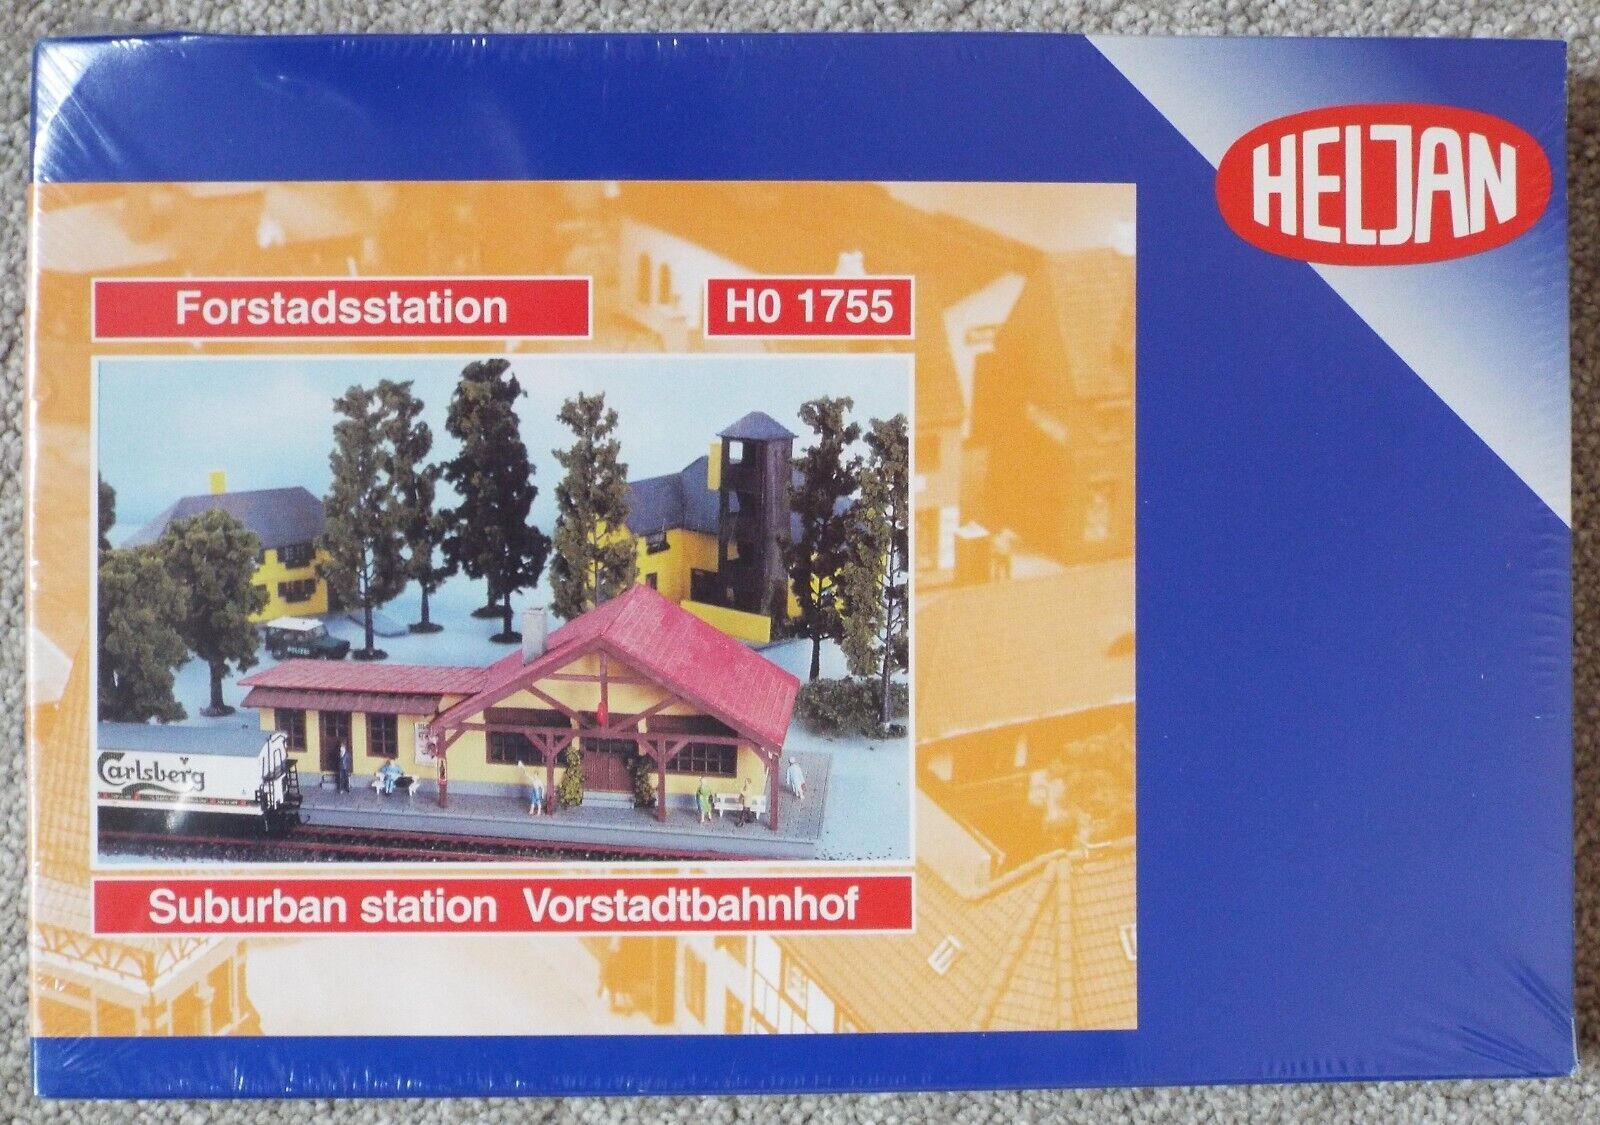 HELJAN
Forstadsstation
H0 1755
Carlsberg
Suburban station Vorstadtbahnhof